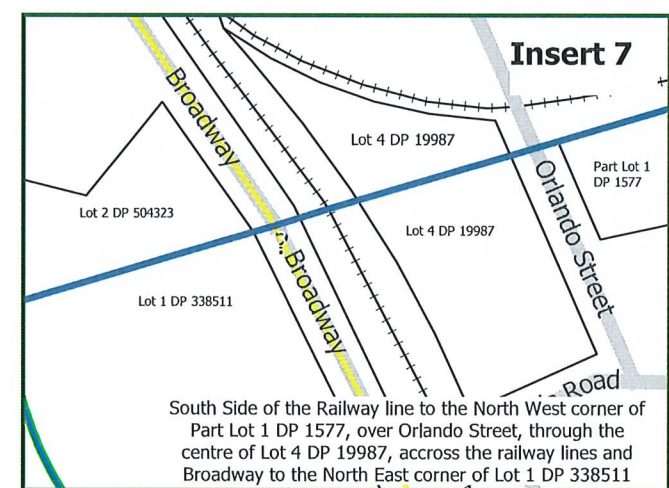 Insert 7
Broadway
Lot 4 DP 19987
Part Lot 1
DP 1577
Orlando Street
Lot 2 DP 504323
Lot 4 DP 19987
Broadway
Lot 1 DP 338511
Road
South Side of the Railway line to the North West corner of
Part Lot 1 DP 1577, over Orlando Street, through the
centre of Lot 4 DP 19987, accross the railway lines and
Broadway to the North East corner of Lot 1 DP 338511